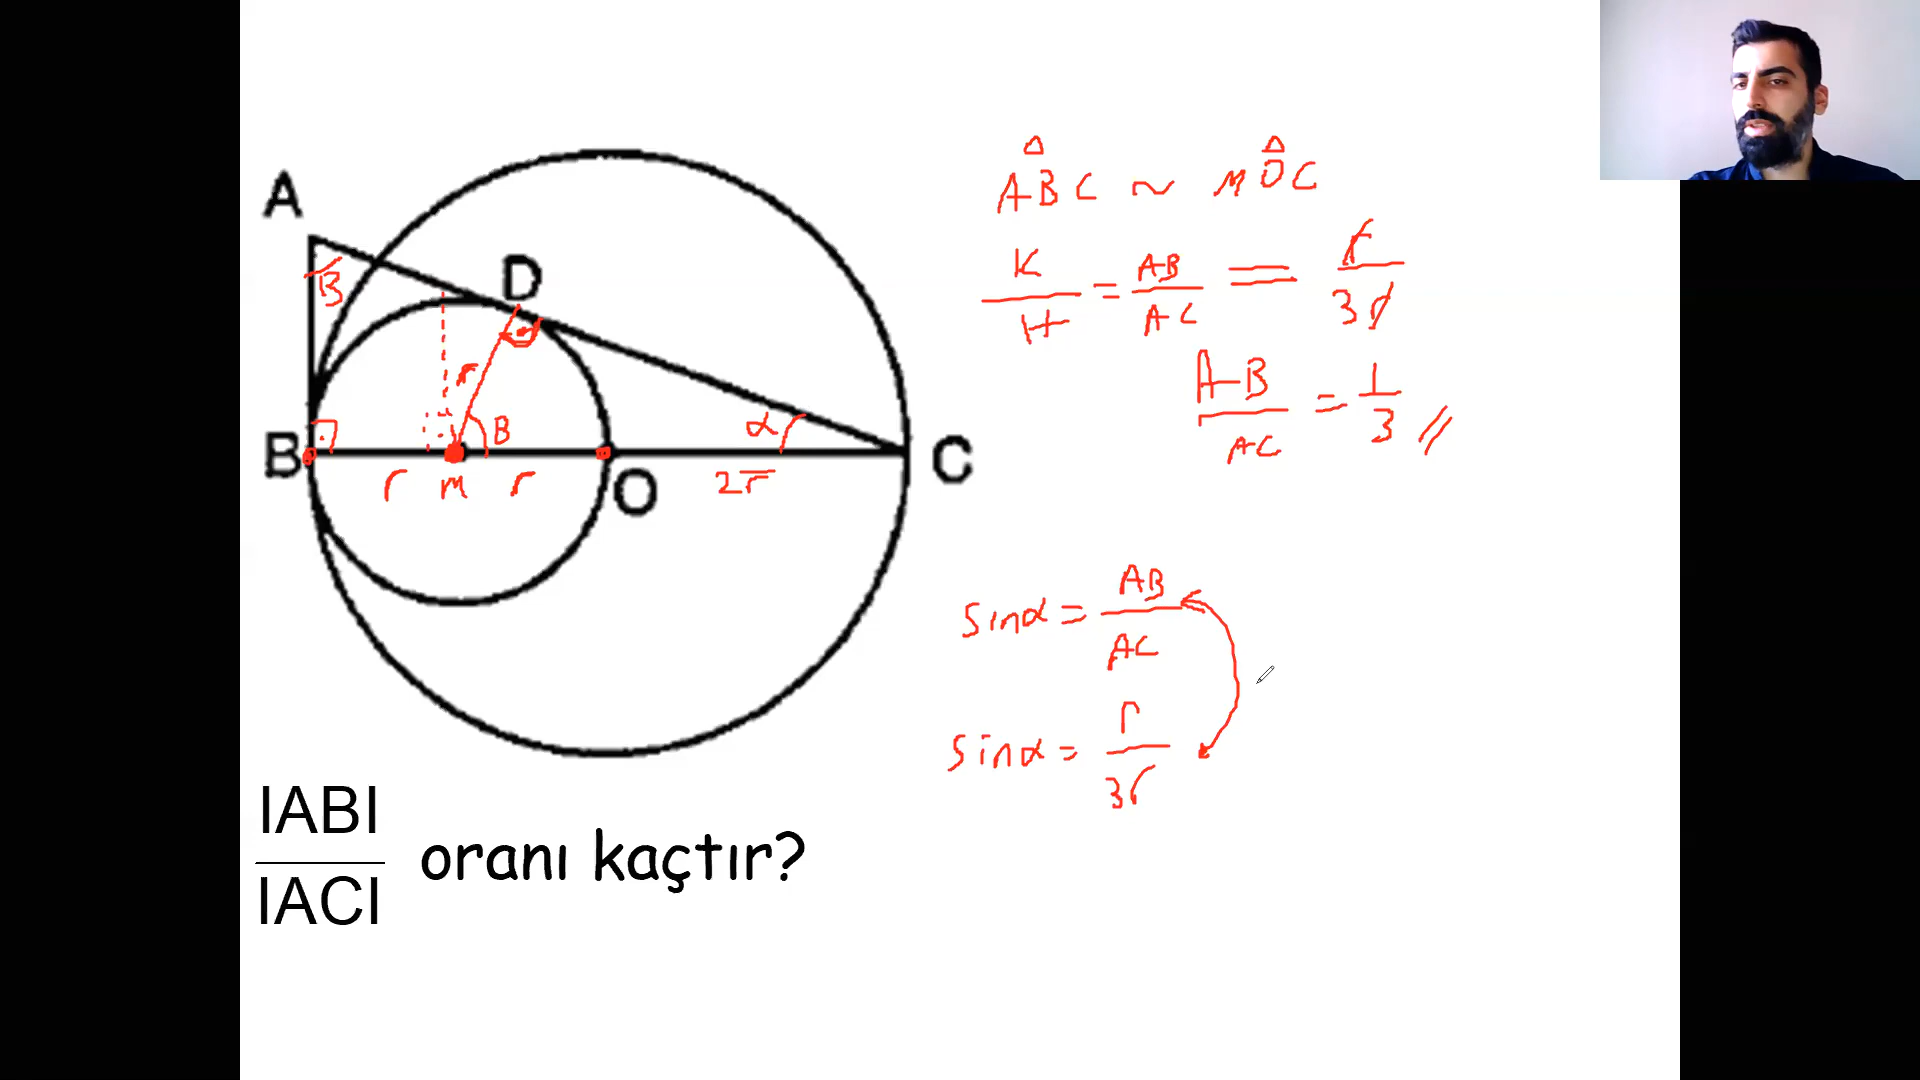 A
B
D
r
B
α
B
C
r
m
r
O
2r
ABC ~ MDC
K/H = AB/AC = r/3r
AB/AC = 1/3 //
sinα = AB/AC
sinα = r/3r
IABI
IACI
oranı kaçtır?